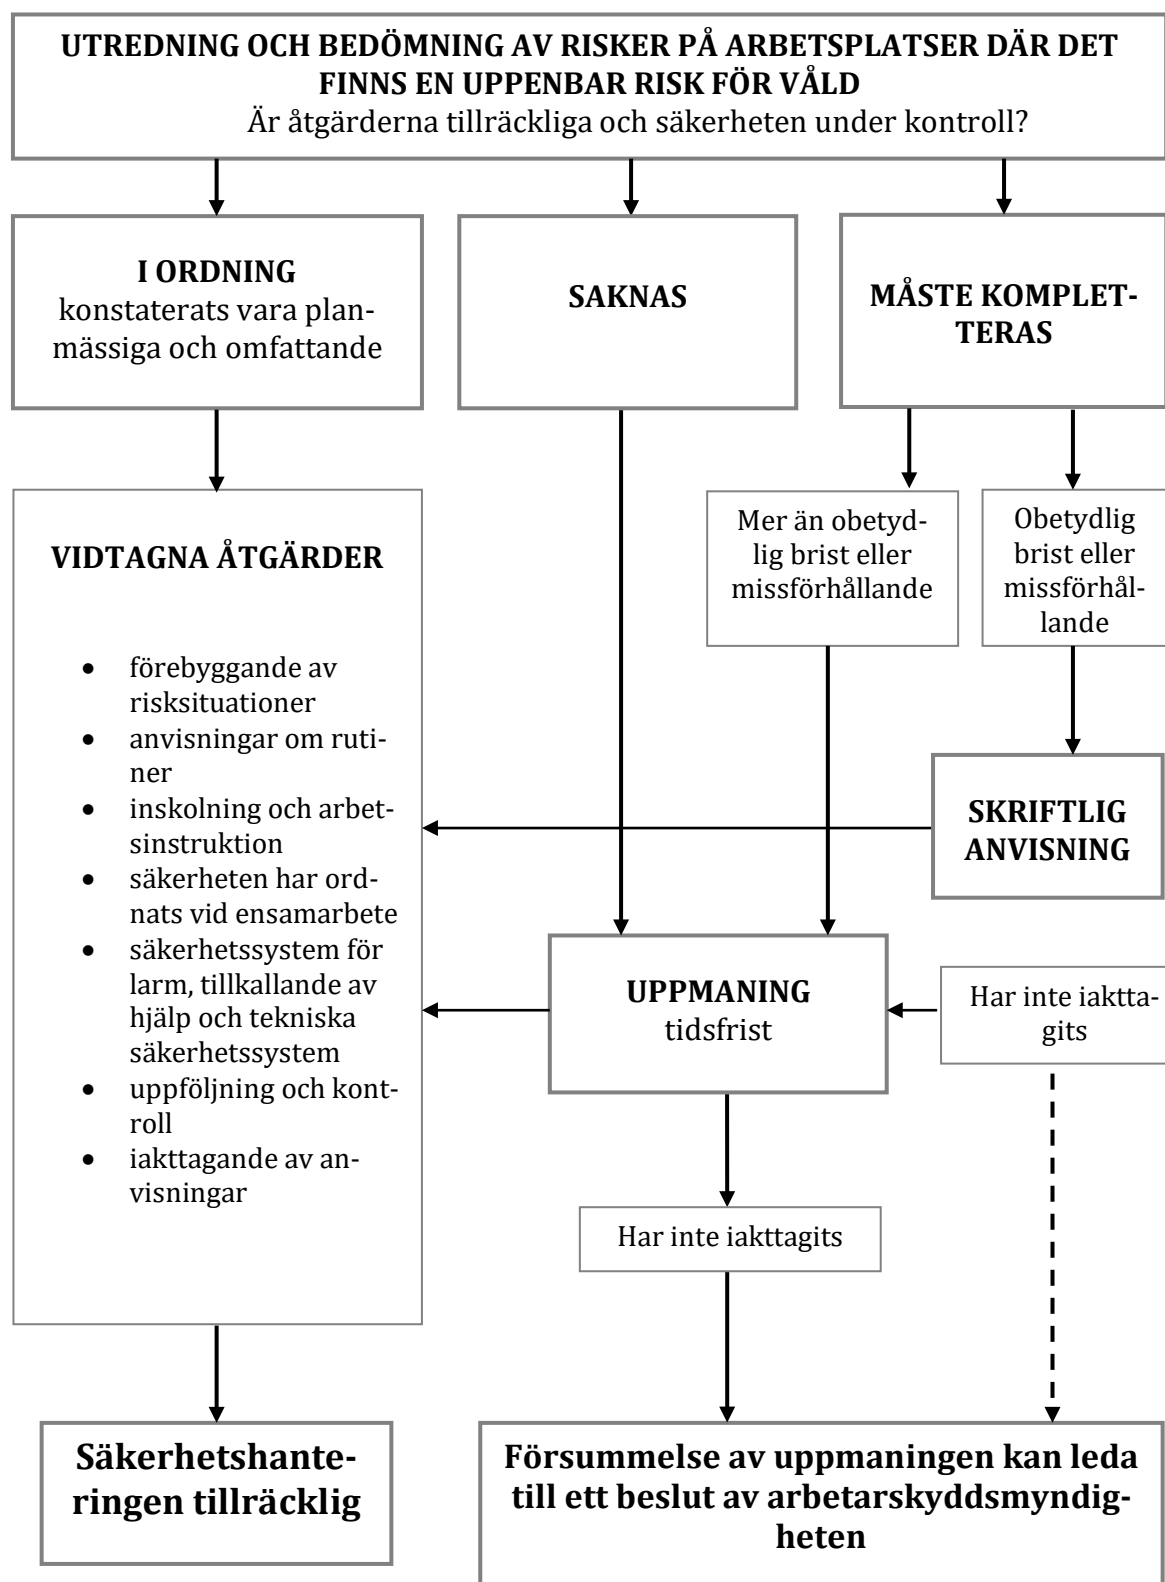 UTREDNING OCH BEDÖMNING AV RISKER PÅ ARBETSPLATSER DÄR DET
FINNS EN UPPENBAR RISK FÖR VÅLD
Är åtgärderna tillräckliga och säkerheten under kontroll?
I ORDNING
konstaterats vara plan-
mässiga och omfattande
SAKNAS
MÅSTE KOMPLET-
TERAS
Mer än obetyd-
lig brist eller
missförhållande
Obetydlig
brist eller
missförhål-
lande
VIDTAGNA ÅTGÄRDER
• förebyggande av
risksituationer
• anvisningar om ruti-
ner
• inskolning och arbet-
sinstruktion
• säkerheten har ord-
nats vid ensamarbete
• säkerhetssystem för
larm, tillkallande av
hjälp och tekniska
säkerhetssystem
• uppföljning och kont-
roll
• iakttagande av an-
visningar
SKRIFTLIG
ANVISNING
UPPMANING
tidsfrist
Har inte iaktta-
gits
Har inte iakttagits
Säkerhetshante-
ringen tillräcklig
Försummelse av uppmaningen kan leda
till ett beslut av arbetarskyddsmyndig-
heten